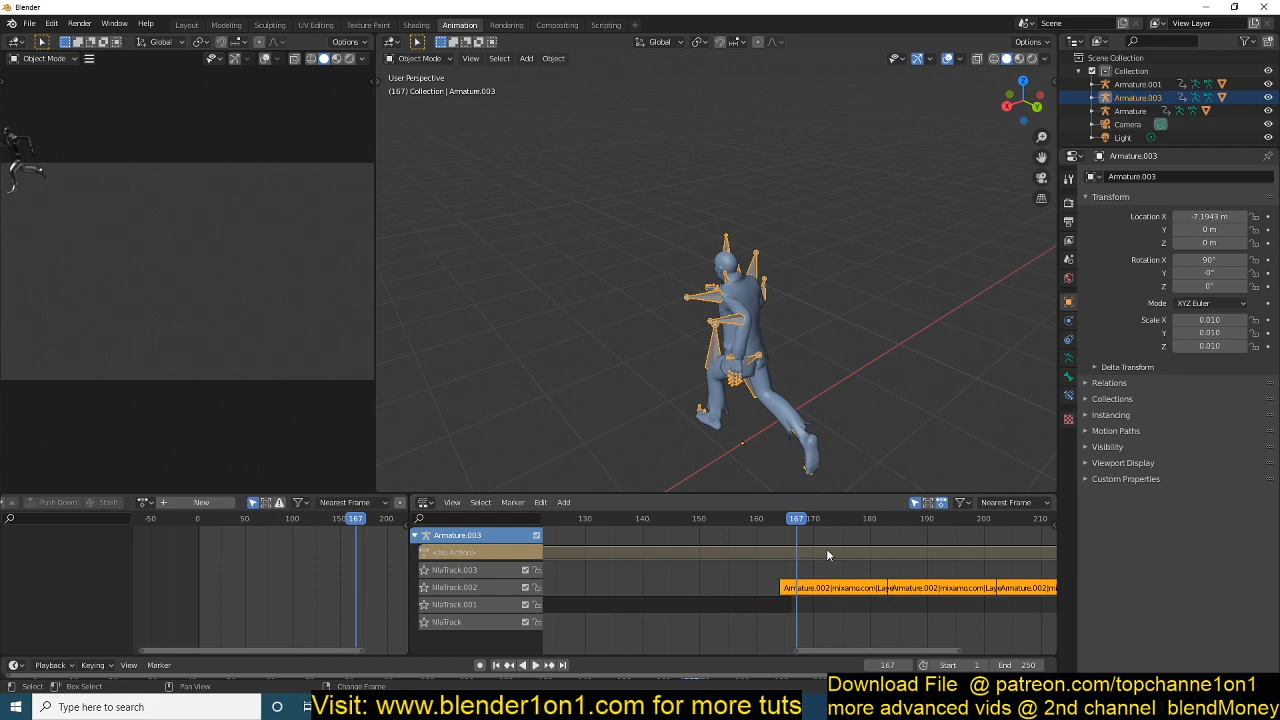 Blender
File Edit Render Window Help Layout Modeling Sculpting UV Editing Texture Paint Shading Animation Rendering Compositing Scripting + Scene View Layer
Global Options Global Options
Object Mode Object Mode View Select Add Object
User Perspective
(167) Collection | Armature.003
X Y Z
Scene Collection
Collection
Armature.001
Armature.003
Armature
Camera
Light
Armature.003
Armature.003
Transform
Location X -7.1943 m
Y 0 m
Z 0 m
Rotation X 90°
Y -0°
Z 0°
Mode XYZ Euler
Scale X 0.010
Y 0.010
Z 0.010
Delta Transform
Relations
Collections
Instancing
Motion Paths
Visibility
Viewport Display
Custom Properties
Push Down Stash New Nearest Frame View Select Marker Edit Add Nearest Frame
-50 0 50 100 150 167 200 130 140 150 160 167 170 180 190 200 210
Armature.003
<No Action>
NlaTrack.003
NlaTrack.002 Armature.002|mixamo.com|Laye Armature.002|mixamo.com|Laye Armature.002|mi
NlaTrack.001
NlaTrack
Playback Keying View Marker 167 Start 1 End 250
Select Box Select Pan View Change Frame
Type here to search
Visit: www.blender1on1.com for more tuts
Download File @ patreon.com/topchanne1on1
more advanced vids @ 2nd channel blendMoney